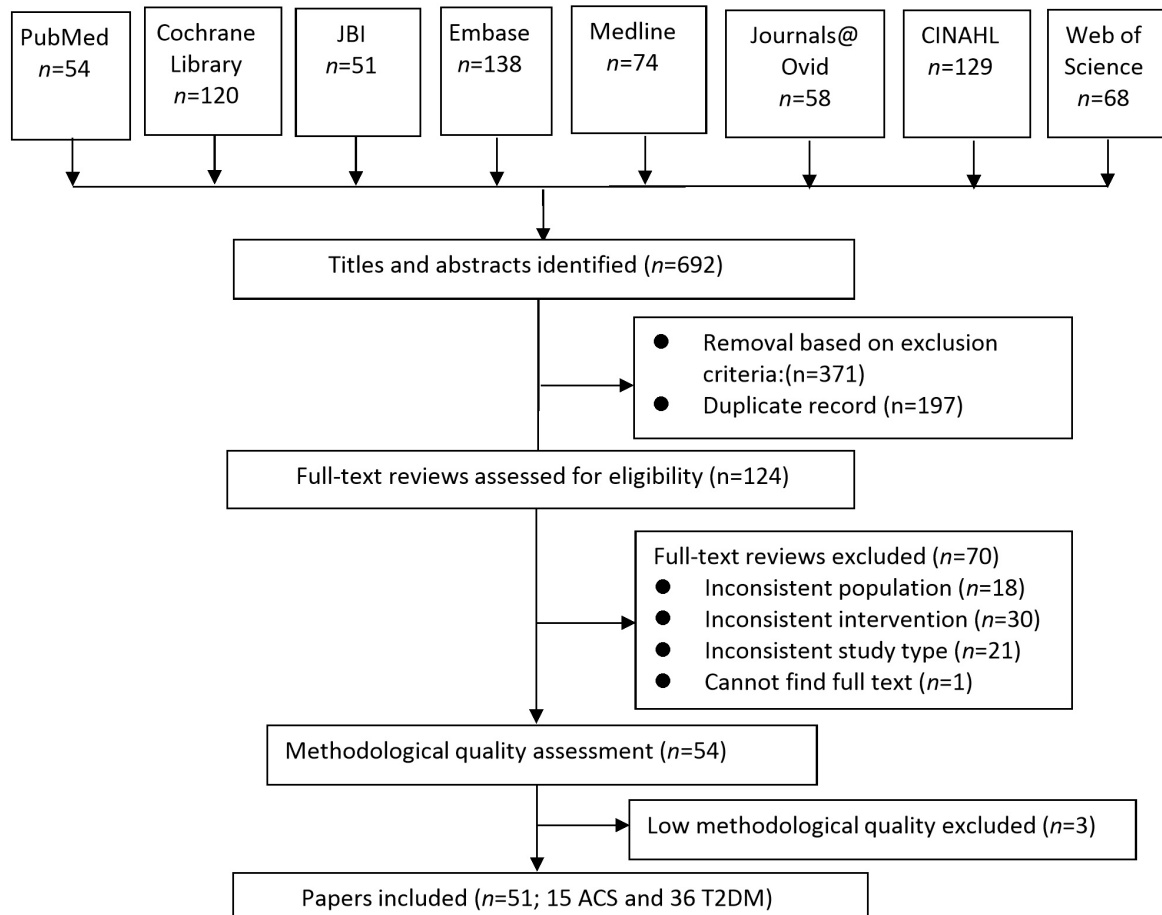 PubMed
n=54
Cochrane
Library
n=120
JBI
n=51
Embase
n=138
Medline
n=74
Journals@
Ovid
n=58
CINAHL
n=129
Web of
Science
n=68
Titles and abstracts identified (n=692)
● Removal based on exclusion
criteria:(n=371)
● Duplicate record (n=197)
Full-text reviews assessed for eligibility (n=124)
Full-text reviews excluded (n=70)
● Inconsistent population (n=18)
● Inconsistent intervention (n=30)
● Inconsistent study type (n=21)
● Cannot find full text (n=1)
Methodological quality assessment (n=54)
Low methodological quality excluded (n=3)
Papers included (n=51; 15 ACS and 36 T2DM)